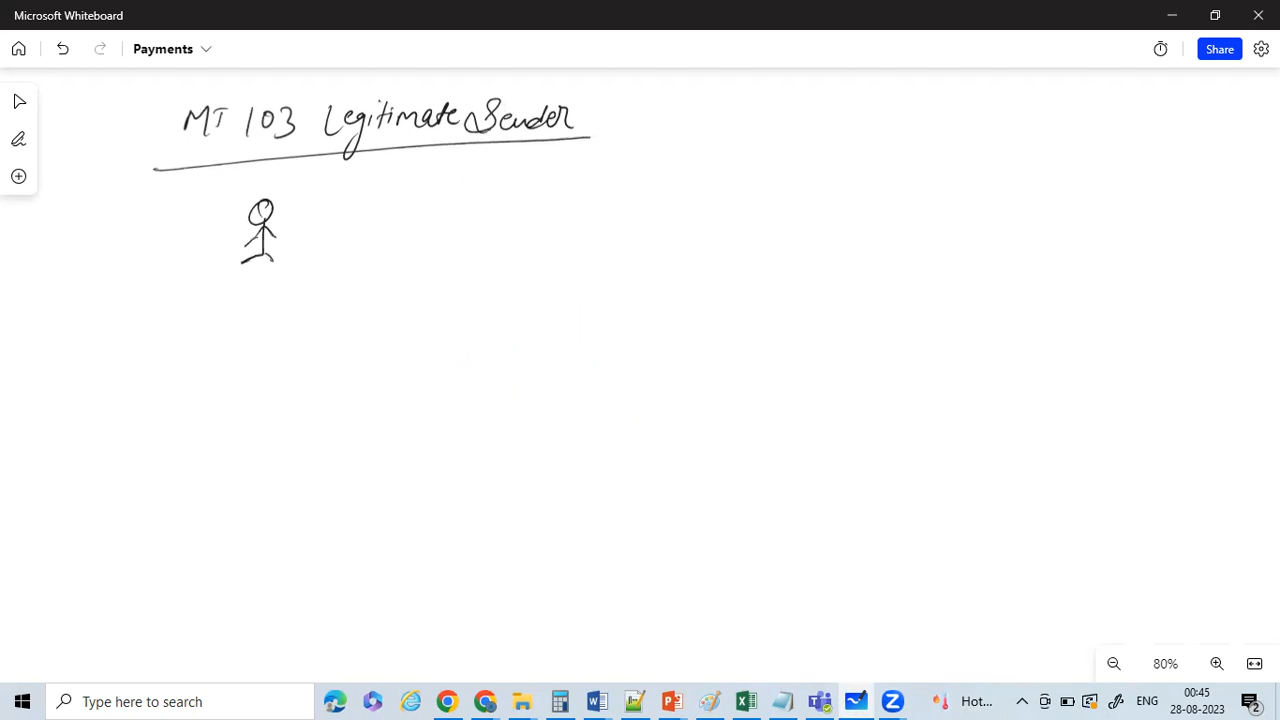 Microsoft Whiteboard
Payments
Share
MT 103 Legitimate Sender
80%
Type here to search
Hot...
ENG
00:45
28-08-2023
2